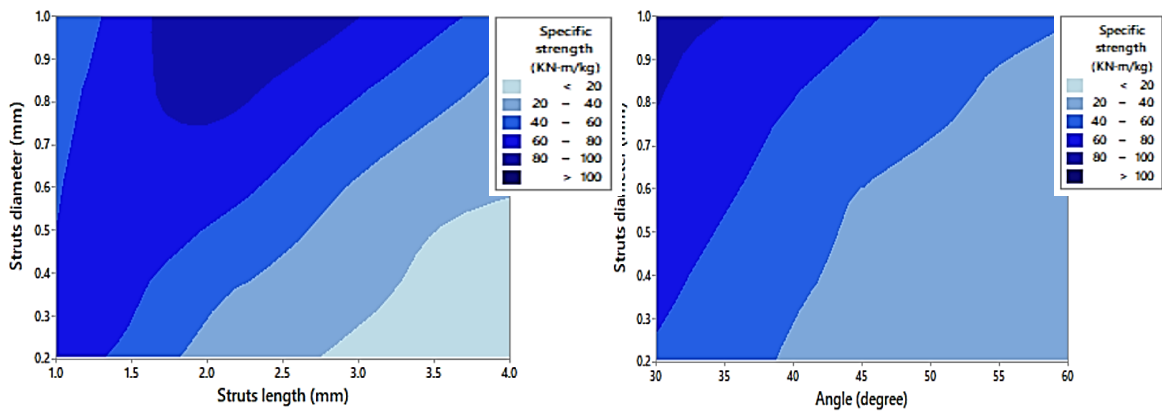 Specific
strength
(KN-m/kg)
< 20
20 – 40
40 – 60
60 – 80
80 – 100
> 100
Struts diameter (mm)
1.0
0.9
0.8
0.7
0.6
0.5
0.4
0.3
0.2
1.0
1.5
2.0
2.5
3.0
3.5
4.0
Struts length (mm)
Specific
strength
(KN-m/kg)
< 20
20 – 40
40 – 60
60 – 80
80 – 100
> 100
Struts diameter (mm)
1.0
0.9
0.8
0.7
0.6
0.5
0.4
0.3
0.2
30
35
40
45
50
55
60
Angle (degree)